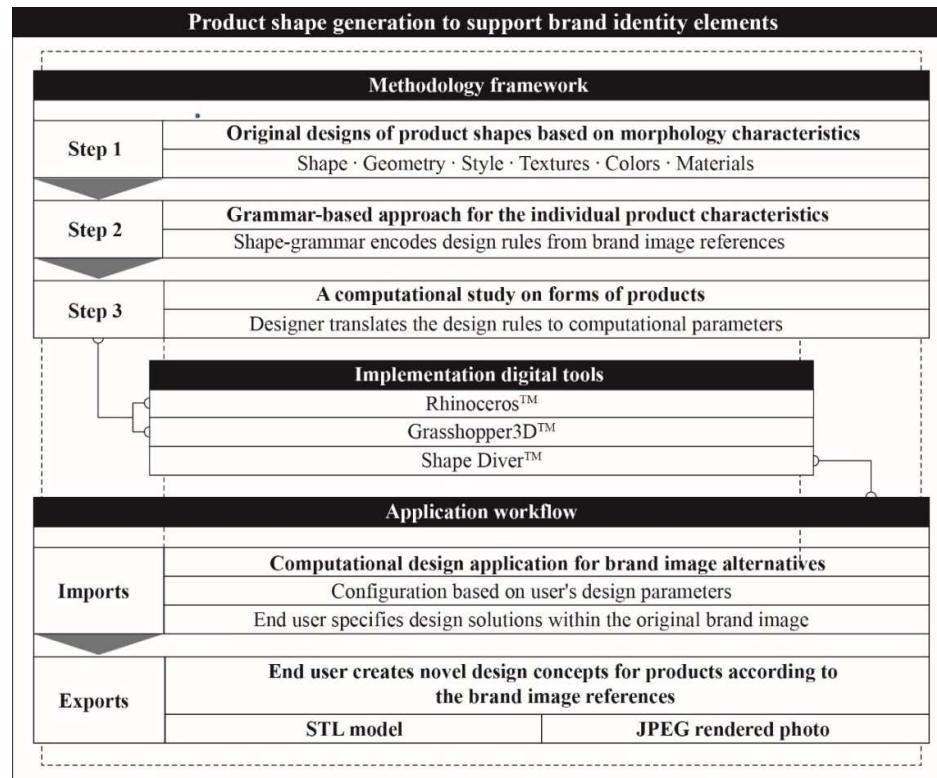 Product shape generation to support brand identity elements
Methodology framework
Step 1
Original designs of product shapes based on morphology characteristics
Shape · Geometry · Style · Textures · Colors · Materials
Step 2
Grammar-based approach for the individual product characteristics
Shape-grammar encodes design rules from brand image references
Step 3
A computational study on forms of products
Designer translates the design rules to computational parameters
Implementation digital tools
Rhinoceros™
Grasshopper3D™
Shape Diver™
Application workflow
Imports
Computational design application for brand image alternatives
Configuration based on user's design parameters
End user specifies design solutions within the original brand image
Exports
End user creates novel design concepts for products according to
the brand image references
STL model
JPEG rendered photo